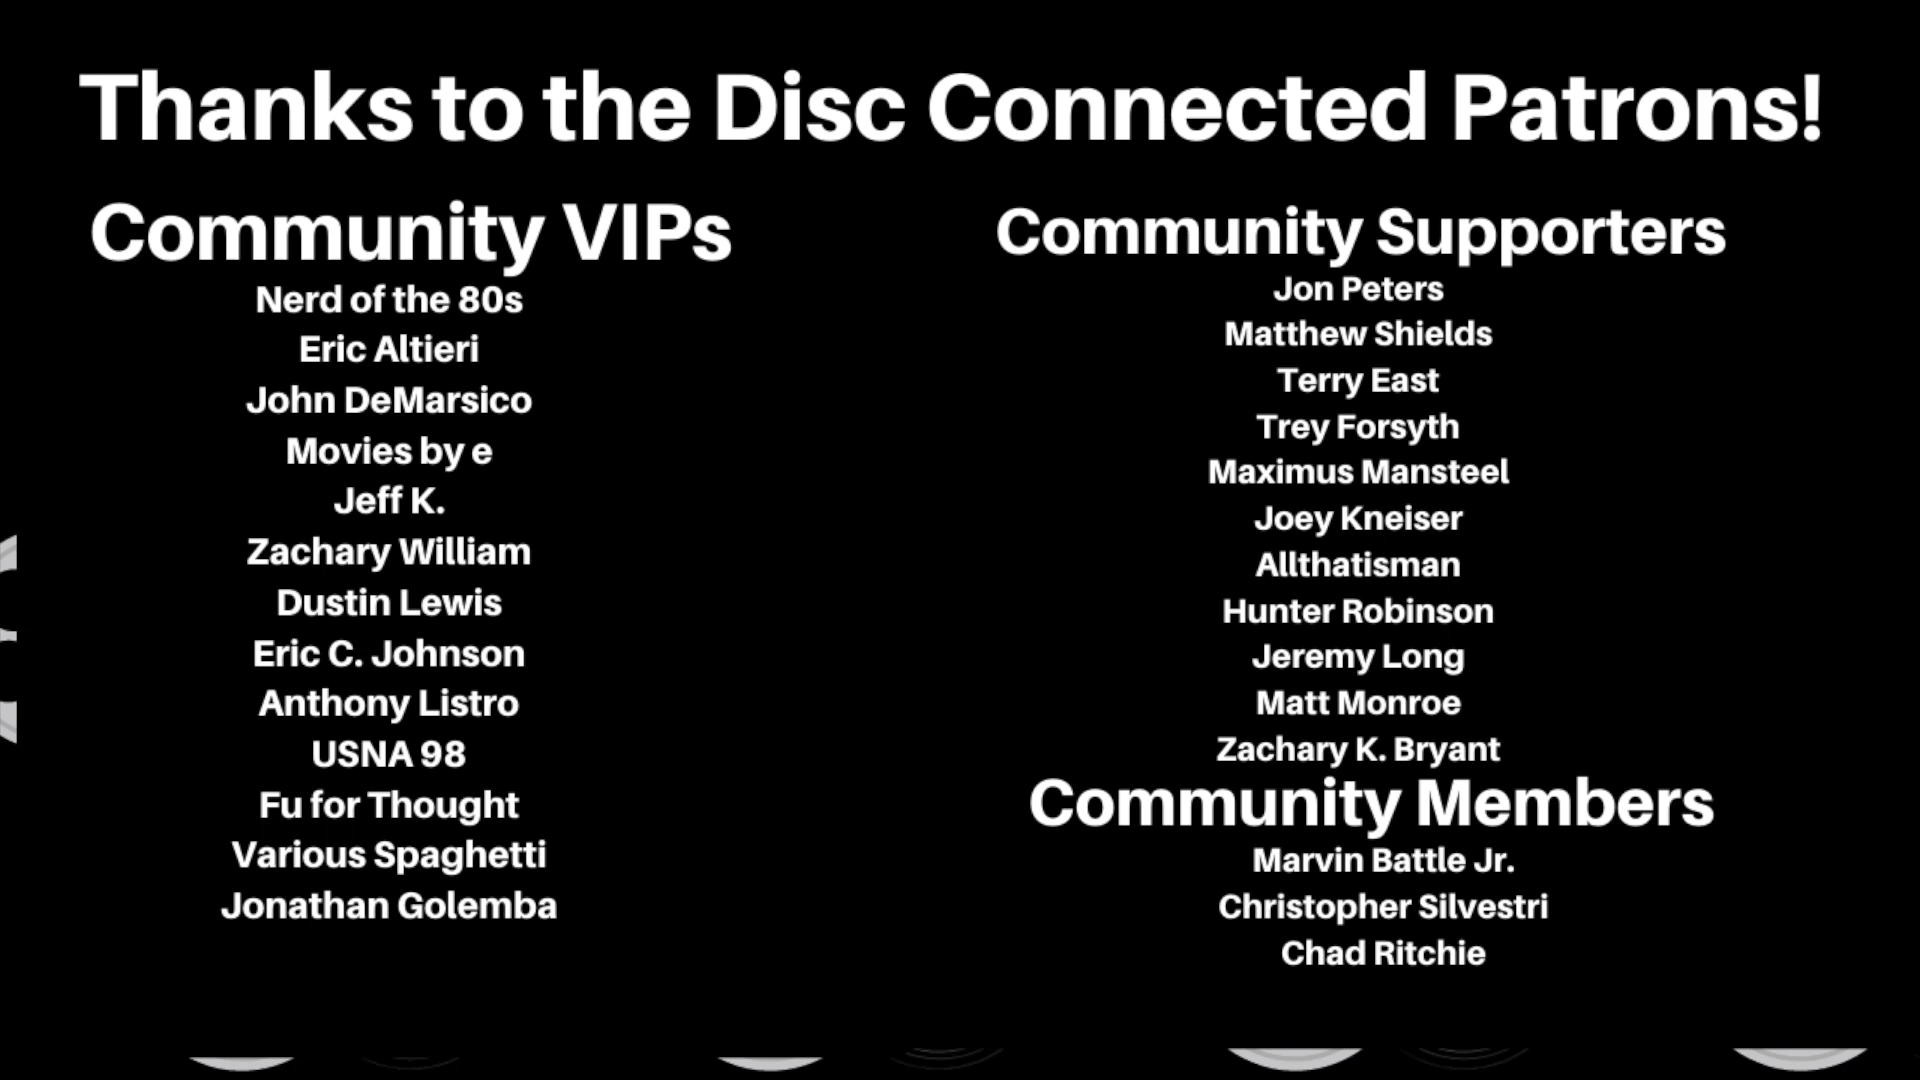 Thanks to the Disc Connected Patrons!
Community VIPs
Nerd of the 80s
Eric Altieri
John DeMarsico
Movies by e
Jeff K.
Zachary William
Dustin Lewis
Eric C. Johnson
Anthony Listro
USNA 98
Fu for Thought
Various Spaghetti
Jonathan Golemba
Community Supporters
Jon Peters
Matthew Shields
Terry East
Trey Forsyth
Maximus Mansteel
Joey Kneiser
Allthatisman
Hunter Robinson
Jeremy Long
Matt Monroe
Zachary K. Bryant
Community Members
Marvin Battle Jr.
Christopher Silvestri
Chad Ritchie